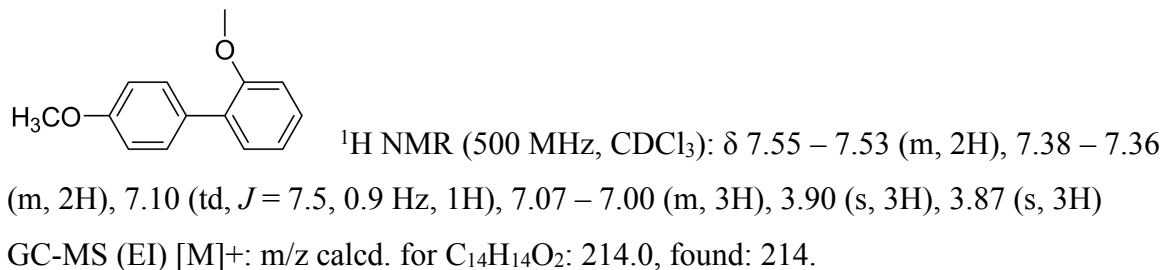 O
H₃CO
¹H NMR (500 MHz, CDCl₃): δ 7.55 – 7.53 (m, 2H), 7.38 – 7.36
(m, 2H), 7.10 (td, J = 7.5, 0.9 Hz, 1H), 7.07 – 7.00 (m, 3H), 3.90 (s, 3H), 3.87 (s, 3H)
GC-MS (EI) [M]+: m/z calcd. for C₁₄H₁₄O₂: 214.0, found: 214.